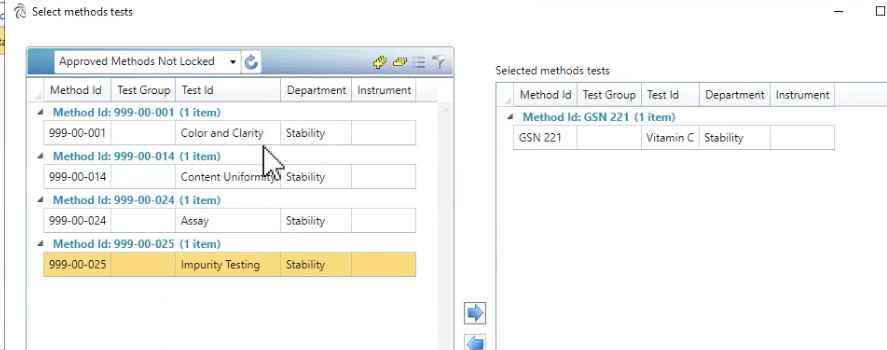 Select methods tests
Approved Methods Not Locked
Method Id Test Group Test Id Department Instrument
Method Id: 999-00-001 (1 item)
999-00-001 Color and Clarity Stability
Method Id: 999-00-014 (1 item)
999-00-014 Content Uniformity Stability
Method Id: 999-00-024 (1 item)
999-00-024 Assay Stability
Method Id: 999-00-025 (1 item)
999-00-025 Impurity Testing Stability
Selected methods tests
Method Id Test Group Test Id Department Instrument
Method Id: GSN 221 (1 item)
GSN 221 Vitamin C Stability